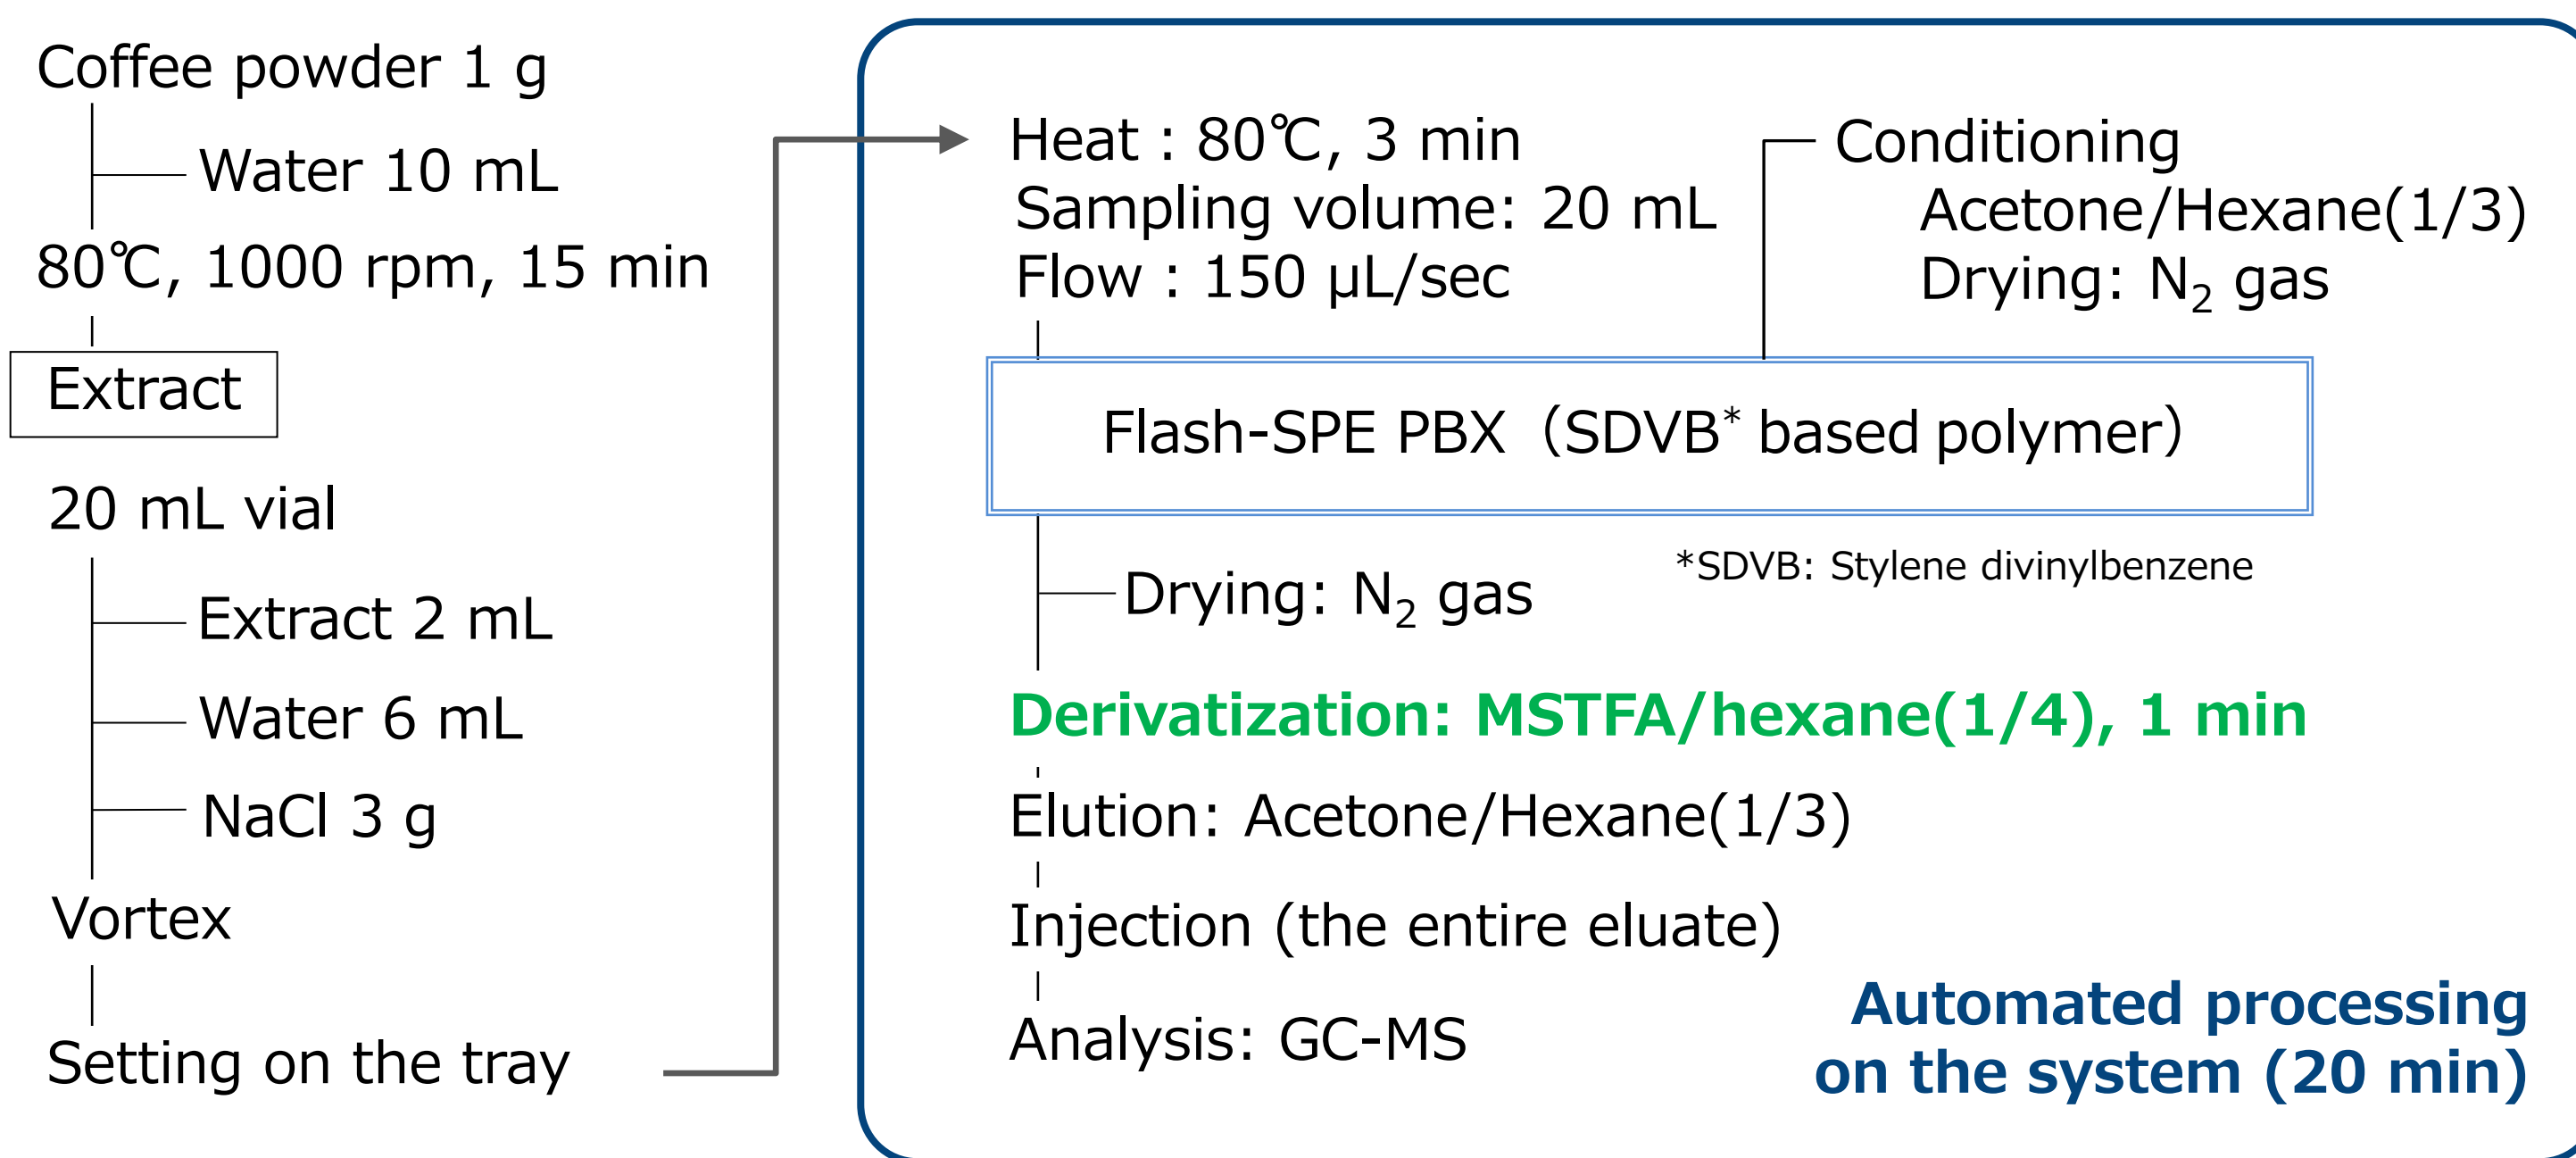 Coffee powder 1 g
Water 10 mL
80℃, 1000 rpm, 15 min
Extract
20 mL vial
Extract 2 mL
Water 6 mL
NaCl 3 g
Vortex
Setting on the tray
Heat : 80℃, 3 min
Sampling volume: 20 mL
Flow : 150 µL/sec
Conditioning
Acetone/Hexane(1/3)
Drying: N₂ gas
Flash-SPE PBX（SDVB* based polymer）
*SDVB: Stylene divinylbenzene
Drying: N₂ gas
Derivatization: MSTFA/hexane(1/4), 1 min
Elution: Acetone/Hexane(1/3)
Injection (the entire eluate)
Analysis: GC-MS
Automated processing
on the system (20 min)